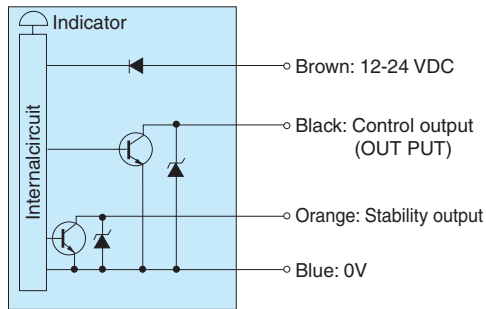 Indicator
Internalcircuit
Brown: 12-24 VDC
Black: Control output
(OUT PUT)
Orange: Stability output
Blue: 0V